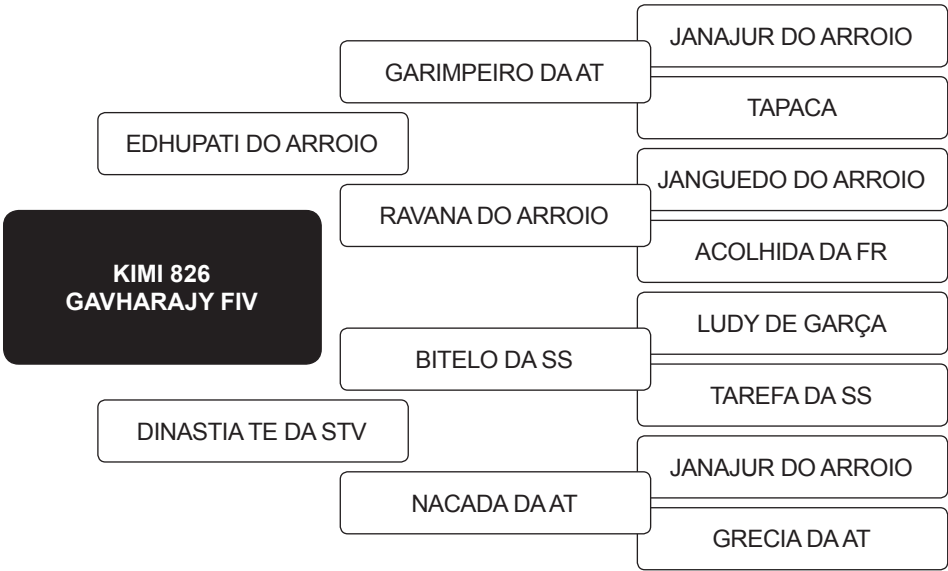 JANAJUR DO ARROIO
GARIMPEIRO DA AT
TAPACA
EDHUPATI DO ARROIO
JANGUEDO DO ARROIO
RAVANA DO ARROIO
ACOLHIDA DA FR
KIMI 826
GAVHARAJY FIV
LUDY DE GARÇA
BITELO DA SS
TAREFA DA SS
DINASTIA TE DA STV
JANAJUR DO ARROIO
NACADA DA AT
GRECIA DA AT